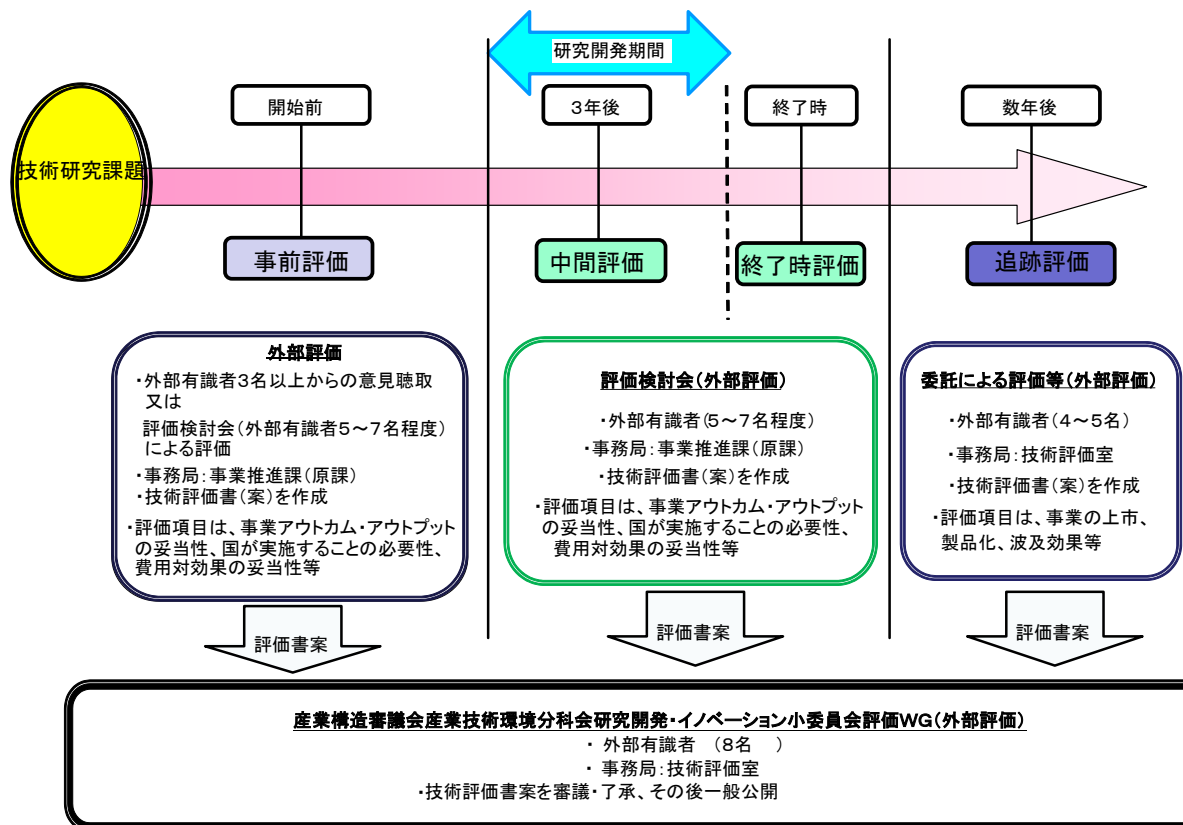 研究開発期間
開始前
3年後
終了時
数年後
技術研究課題
事前評価
中間評価
終了時評価
追跡評価
外部評価
・外部有識者3名以上からの意見聴取
又は
評価検討会(外部有識者5～7名程度)
による評価
・事務局：事業推進課(原課)
・技術評価書(案)を作成
・評価項目は、事業アウトカム・アウトプット
の妥当性、国が実施することの必要性、
費用対効果の妥当性等
評価検討会(外部評価)
・外部有識者(5～7名程度)
・事務局：事業推進課(原課)
・技術評価書(案)を作成
・評価項目は、事業アウトカム・アウトプット
の妥当性、国が実施することの必要性、
費用対効果の妥当性等
委託による評価等(外部評価)
・外部有識者(4～5名)
・事務局：技術評価室
・技術評価書(案)を作成
・評価項目は、事業の上市、
製品化、波及効果等
評価書案
評価書案
評価書案
産業構造審議会産業技術環境分科会研究開発・イノベーション小委員会評価WG(外部評価)
・ 外部有識者 (8名 )
・ 事務局：技術評価室
・技術評価書案を審議・了承、その後一般公開